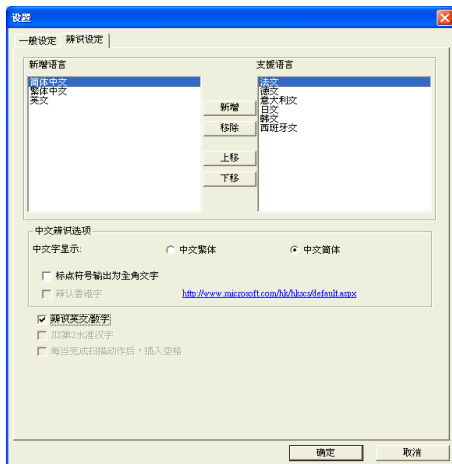 设置
一般设定 辨识设定
新增语言 支援语言
简体中文
繁体中文
英文
法文
德文
意大利文
日文
韩文
西班牙文
新增
移除
上移
下移
中文辨识选项
中文字显示: 中文繁体 中文简体
标点符号输出为全角文字
辨认香港字 http://www.microsoft.com/hk/hkscs/default.aspx
辨识英文/数字
JIS第2水准汉字
每当完成扫描动作后，插入空格
确定 取消